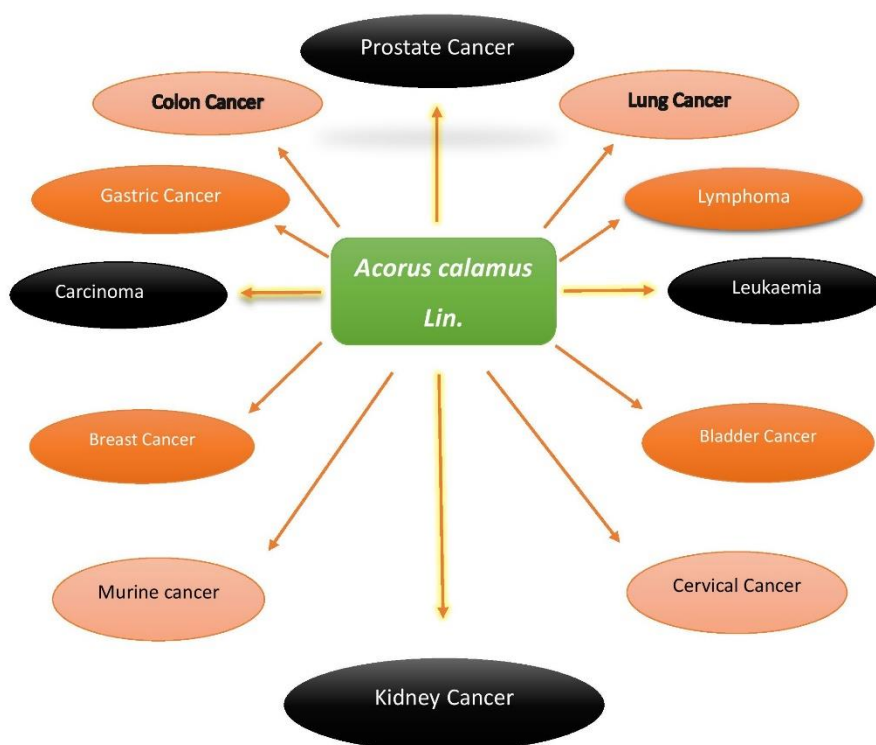 Prostate Cancer
Colon Cancer
Lung Cancer
Gastric Cancer
Lymphoma
Acorus calamus
Lin.
Carcinoma
Leukaemia
Breast Cancer
Bladder Cancer
Murine cancer
Cervical Cancer
Kidney Cancer